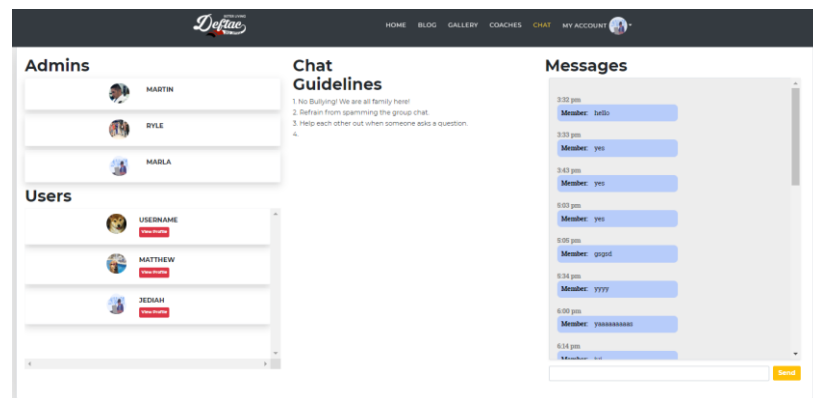 Deftac
HOME BLOG GALLERY COACHES CHAT MY ACCOUNT
Admins
MARTIN
RYLE
MARLA
Users
USERNAME
View Profile
MATTHEW
View Profile
JEDIAH
View Profile
Chat
Guidelines
1. No Bullying! We are all family here!
2. Refrain from spamming the group chat.
3. Help each other out when someone asks a question.
4.
Messages
3:32 pm
Member: hello
3:33 pm
Member: yes
3:43 pm
Member: yes
5:03 pm
Member: yes
5:05 pm
Member: gsgsd
5:34 pm
Member: yyyy
6:00 pm
Member: yaaaaaaaaas
6:14 pm
Member:
Send